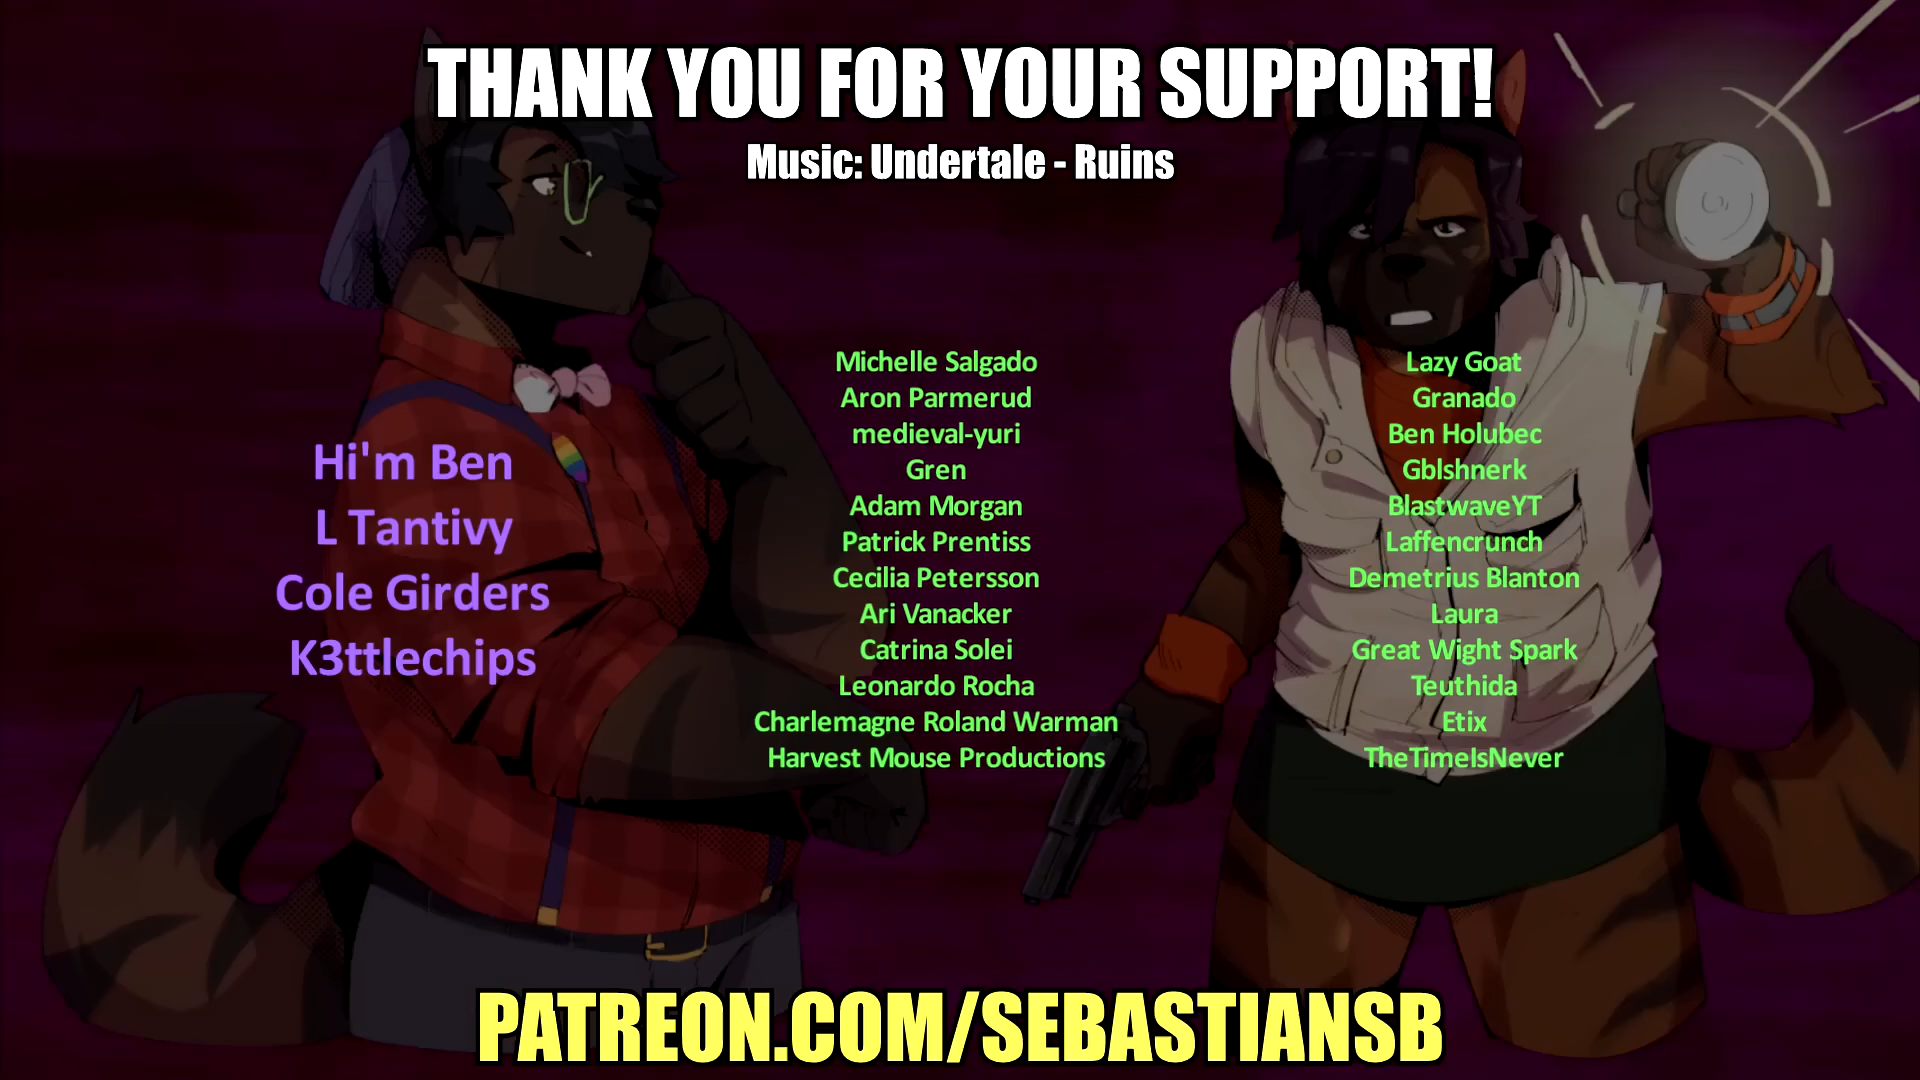 THANK YOU FOR YOUR SUPPORT!
Music: Undertale - Ruins
Hi'm Ben
L Tantivy
Cole Girders
K3ttlechips
Michelle Salgado
Aron Parmerud
medieval-yuri
Gren
Adam Morgan
Patrick Prentiss
Cecilia Petersson
Ari Vanacker
Catrina Solei
Leonardo Rocha
Charlemagne Roland Warman
Harvest Mouse Productions
Lazy Goat
Granado
Ben Holubec
Gblshnerk
BlastwaveYT
Laffencrunch
Demetrius Blanton
Laura
Great Wight Spark
Teuthida
Etix
TheTimeIsNever
PATREON.COM/SEBASTIANSB